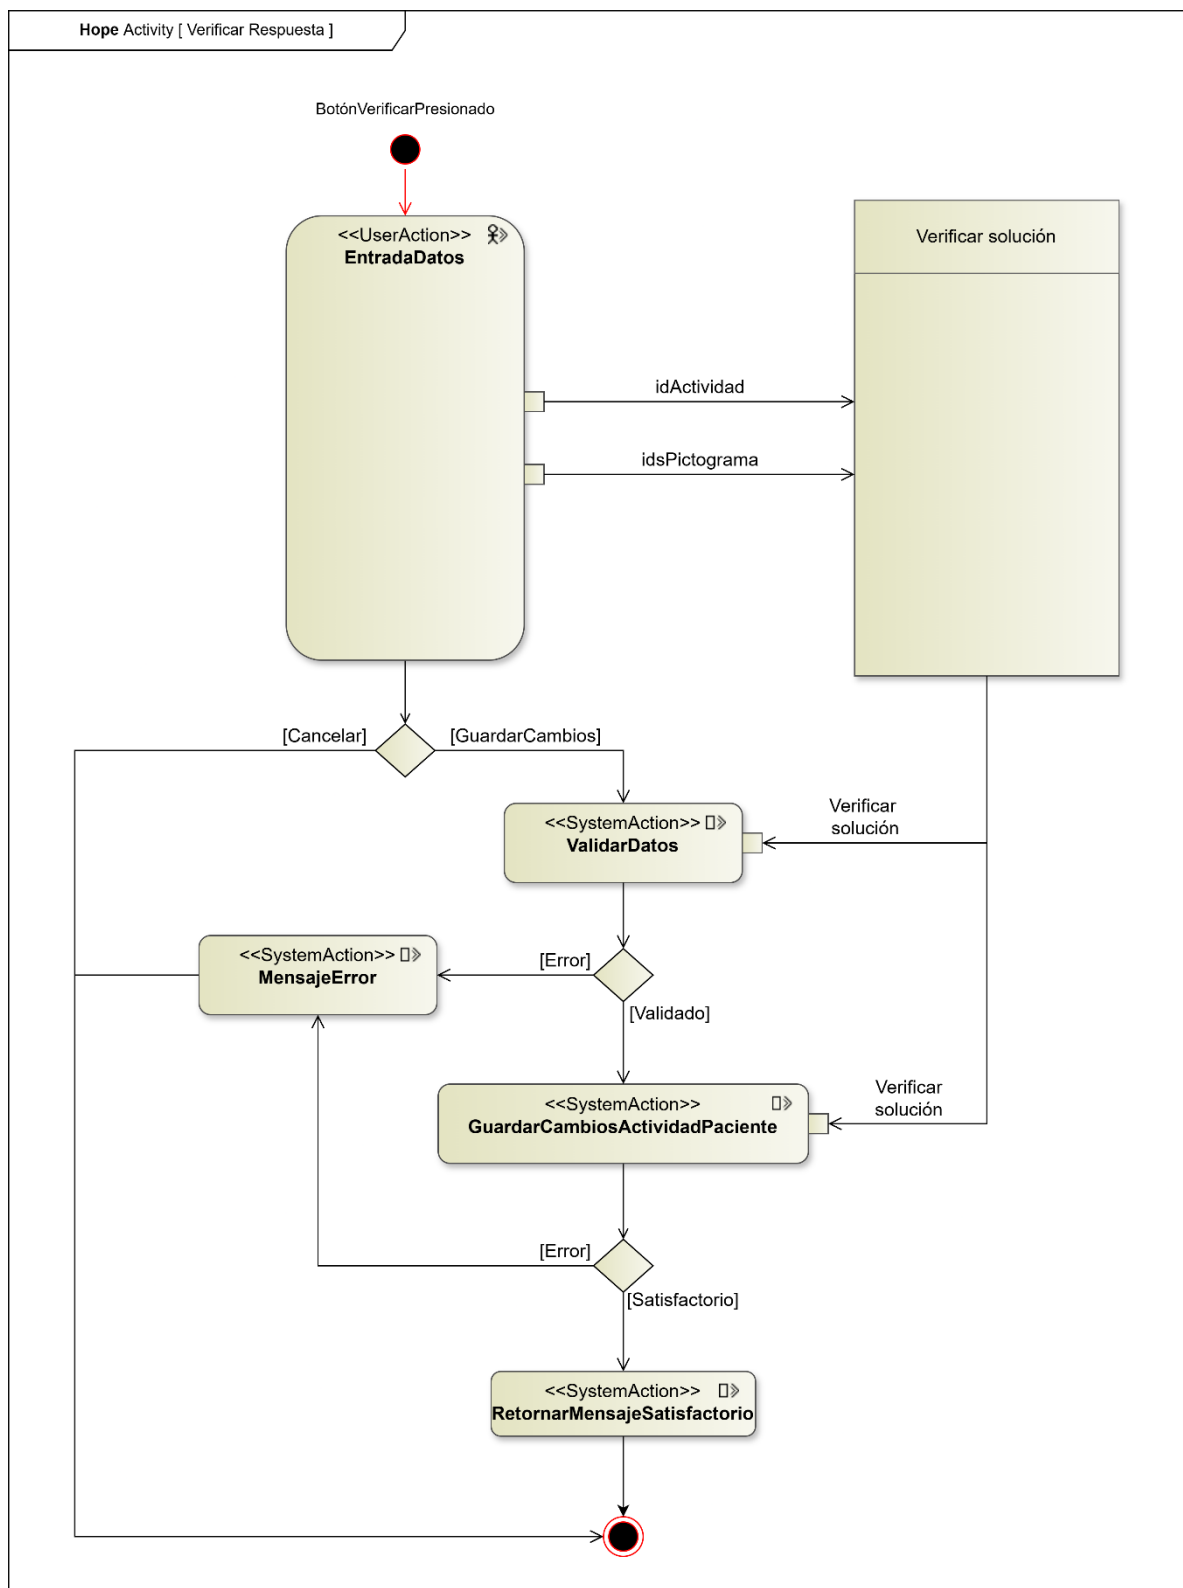 Hope Activity [ Verificar Respuesta ]
BotónVerificarPresionado
<<UserAction>>
EntradaDatos
Verificar solución
idActividad
idsPictograma
[Cancelar]
[GuardarCambios]
<<SystemAction>>
ValidarDatos
Verificar
solución
<<SystemAction>>
MensajeError
[Error]
[Validado]
<<SystemAction>>
GuardarCambiosActividadPaciente
Verificar
solución
[Error]
[Satisfactorio]
<<SystemAction>>
RetornarMensajeSatisfactorio